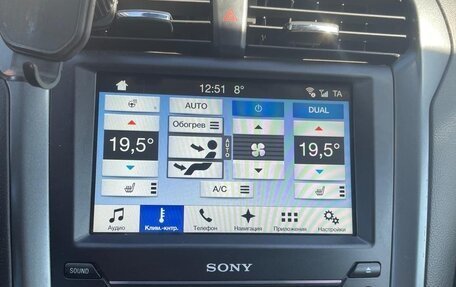 12:51 8° TA
AUTO DUAL
Обогрев
19,5° AUTO 19,5°
A/C
Аудио Клим.-контр. Телефон Навигация Приложения Настройки
SOUND SONY